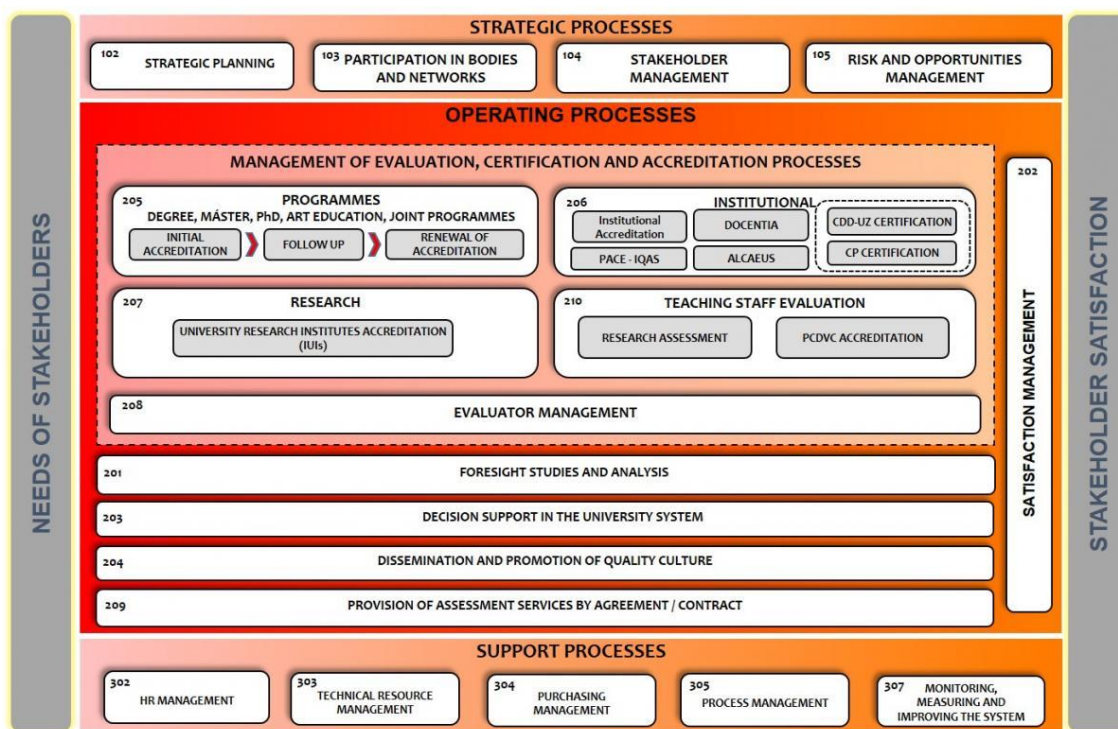 NEEDS OF STAKEHOLDERS
STRATEGIC PROCESSES
102
STRATEGIC PLANNING
103 PARTICIPATION IN BODIES
AND NETWORKS
104
STAKEHOLDER
MANAGEMENT
105
RISK AND OPPORTUNITIES
MANAGEMENT
OPERATING PROCESSES
MANAGEMENT OF EVALUATION, CERTIFICATION AND ACCREDITATION PROCESSES
205
PROGRAMMES
DEGREE, MÁSTER, PhD, ART EDUCATION, JOINT PROGRAMMES
INITIAL
ACCREDITATION
FOLLOW UP
RENEWAL OF
ACCREDITATION
206
INSTITUTIONAL
Institutional
Accreditation
DOCENTIA
CDD-UZ CERTIFICATION
PACE - IQAS
ALCAEUS
CP CERTIFICATION
207
RESEARCH
UNIVERSITY RESEARCH INSTITUTES ACCREDITATION
(IUIs)
210
TEACHING STAFF EVALUATION
RESEARCH ASSESSMENT
PCDVC ACCREDITATION
208
EVALUATOR MANAGEMENT
201
FORESIGHT STUDIES AND ANALYSIS
203
DECISION SUPPORT IN THE UNIVERSITY SYSTEM
204
DISSEMINATION AND PROMOTION OF QUALITY CULTURE
209
PROVISION OF ASSESSMENT SERVICES BY AGREEMENT / CONTRACT
202
SATISFACTION MANAGEMENT
SUPPORT PROCESSES
302
HR MANAGEMENT
303
TECHNICAL RESOURCE
MANAGEMENT
304
PURCHASING
MANAGEMENT
305
PROCESS MANAGEMENT
307
MONITORING,
MEASURING AND
IMPROVING THE SYSTEM
STAKEHOLDER SATISFACTION